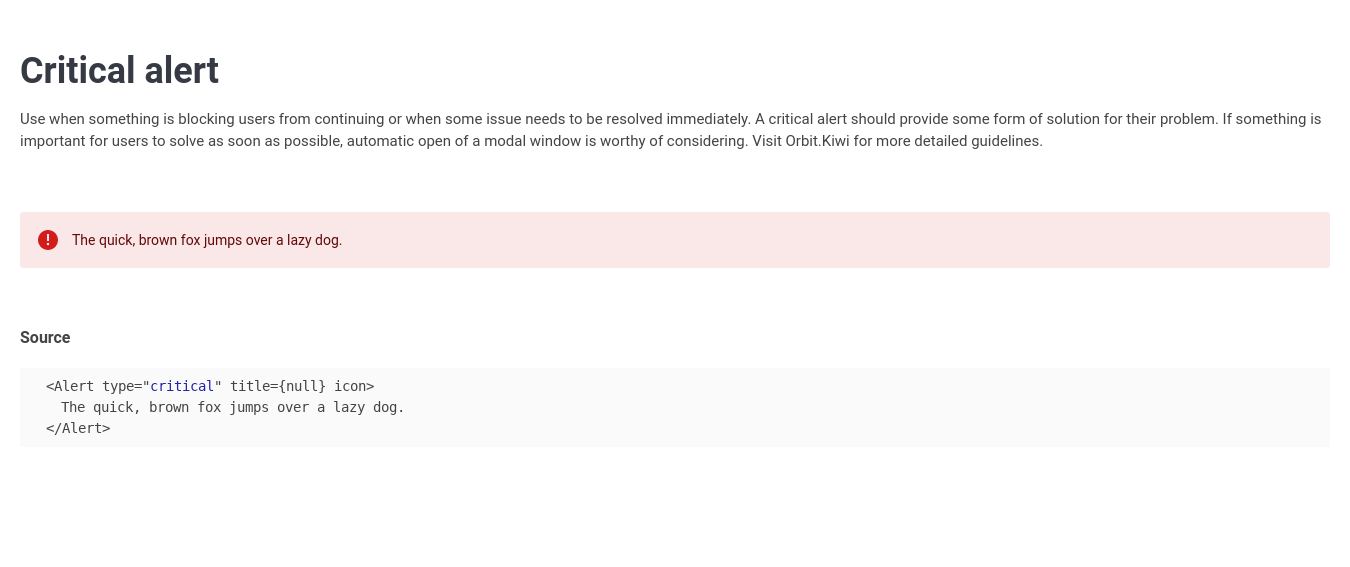 Critical alert
Use when something is blocking users from continuing or when some issue needs to be resolved immediately. A critical alert should provide some form of solution for their problem. If something is
important for users to solve as soon as possible, automatic open of a modal window is worthy of considering. Visit Orbit.Kiwi for more detailed guidelines.
The quick, brown fox jumps over a lazy dog.
Source
<Alert type="critical" title={null} icon>
The quick, brown fox jumps over a lazy dog.
</Alert>